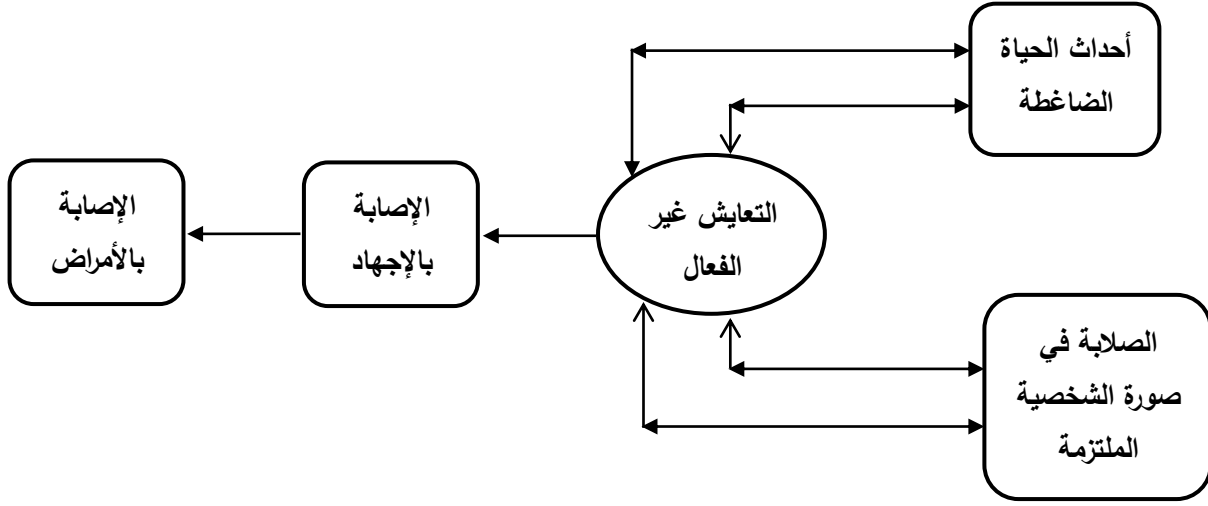 أحداث الحياة
الضاغطة
التعايش غير
الفعال
الإصابة
بالإجهاد
الإصابة
بالأمراض
الصلابة في
صورة الشخصية
الملتزمة